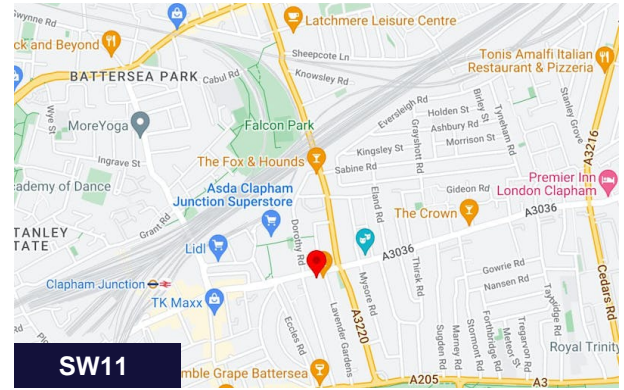 Gwynne Rd
Latchmere Leisure Centre
ck and Beyond
Sheepcote Ln
Tonis Amalfi Italian
Restaurant & Pizzeria
BATTERSEA PARK
Cabul Rd
Knowsley Rd
Wye St
MoreYoga
Falcon Park
Eversleigh Rd
Holden St
Ashbury Rd
Morrison St
Birley St
Tyneham Rd
Stanley Grove
Grayshott Rd
Kingsley St
Ingrave St
The Fox & Hounds
Sabine Rd
A3216
cademy of Dance
Asda Clapham
Junction Superstore
Eland Rd
Gideon Rd
Premier Inn
London Clapham
Grant Rd
The Crown
A3036
TANLEY
TATE
Lidl
Dorothy Rd
A3036
Clapham Junction
TK Maxx
Mysore Rd
Thirsk Rd
Gowrie Rd
Nansen Rd
Cedars Rd
Eccles Rd
A3220
Lavender Gardens
Sugden Rd
Marney Rd
Stormont Rd
Forthbridge Rd
Meteor St
Tregarvon Rd
Taybridge Rd
Royal Trinity
SW11
mble Grape Battersea
A205
A3